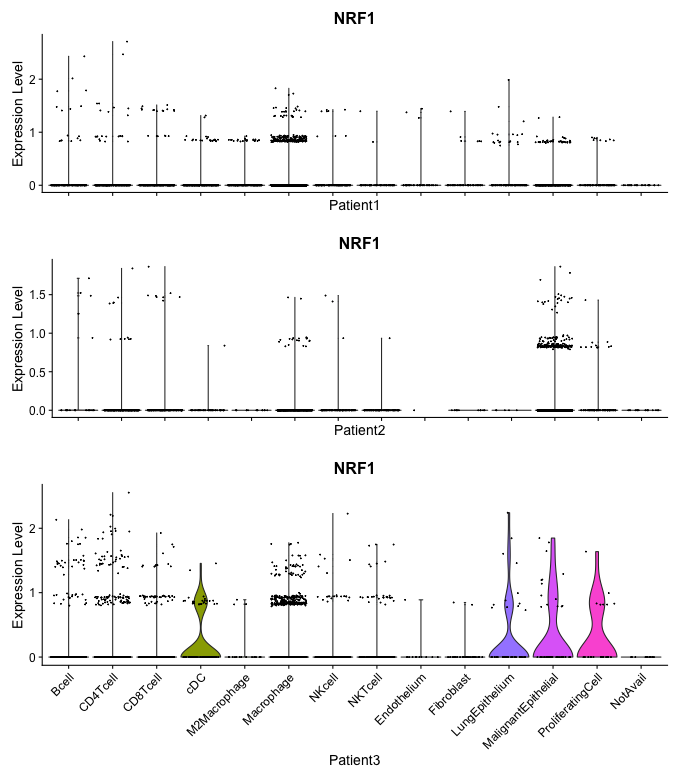 NRF1
Expression Level
2
1
0
Patient1
NRF1
Expression Level
1.5
1.0
0.5
0.0
Patient2
NRF1
Expression Level
2
1
0
Bcell
CD4Tcell
CD8Tcell
cDC
M2Macrophage
Macrophage
NKcell
NKTcell
Endothelium
Fibroblast
LungEpithelium
MalignantEpithelial
ProliferatingCell
NotAvail
Patient3